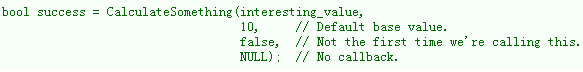 bool success = CalculateSomething(interesting_value,
                                  10,     // Default base value.
                                  false,  // Not the first time we're calling this.
                                  NULL);  // No callback.